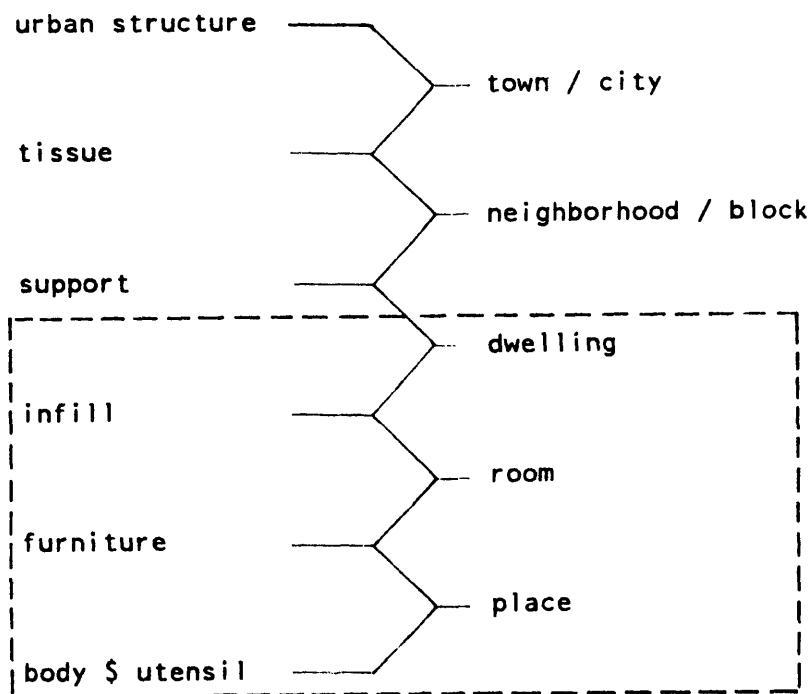 urban structure
town / city
tissue
neighborhood / block
support
dwelling
infill
room
furniture
place
body $ utensil